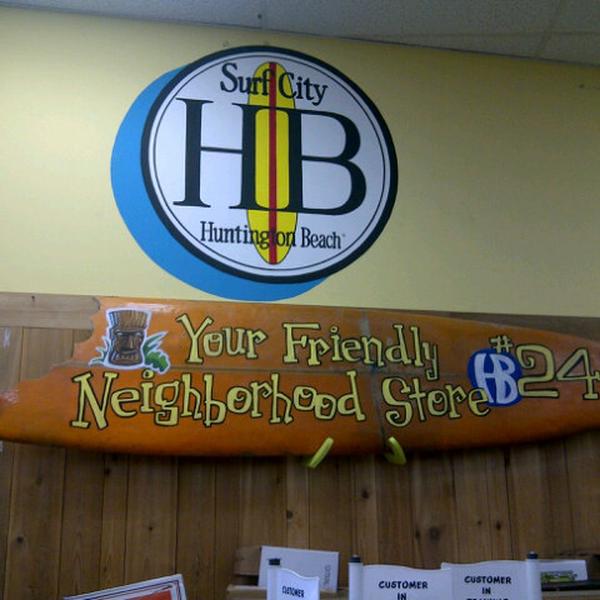 Surf City
HB
Huntington Beach
Your Friendly
Neighborhood Store
HB
#24
CUSTOMER
CUSTOMER
IN
CUSTOMER
IN